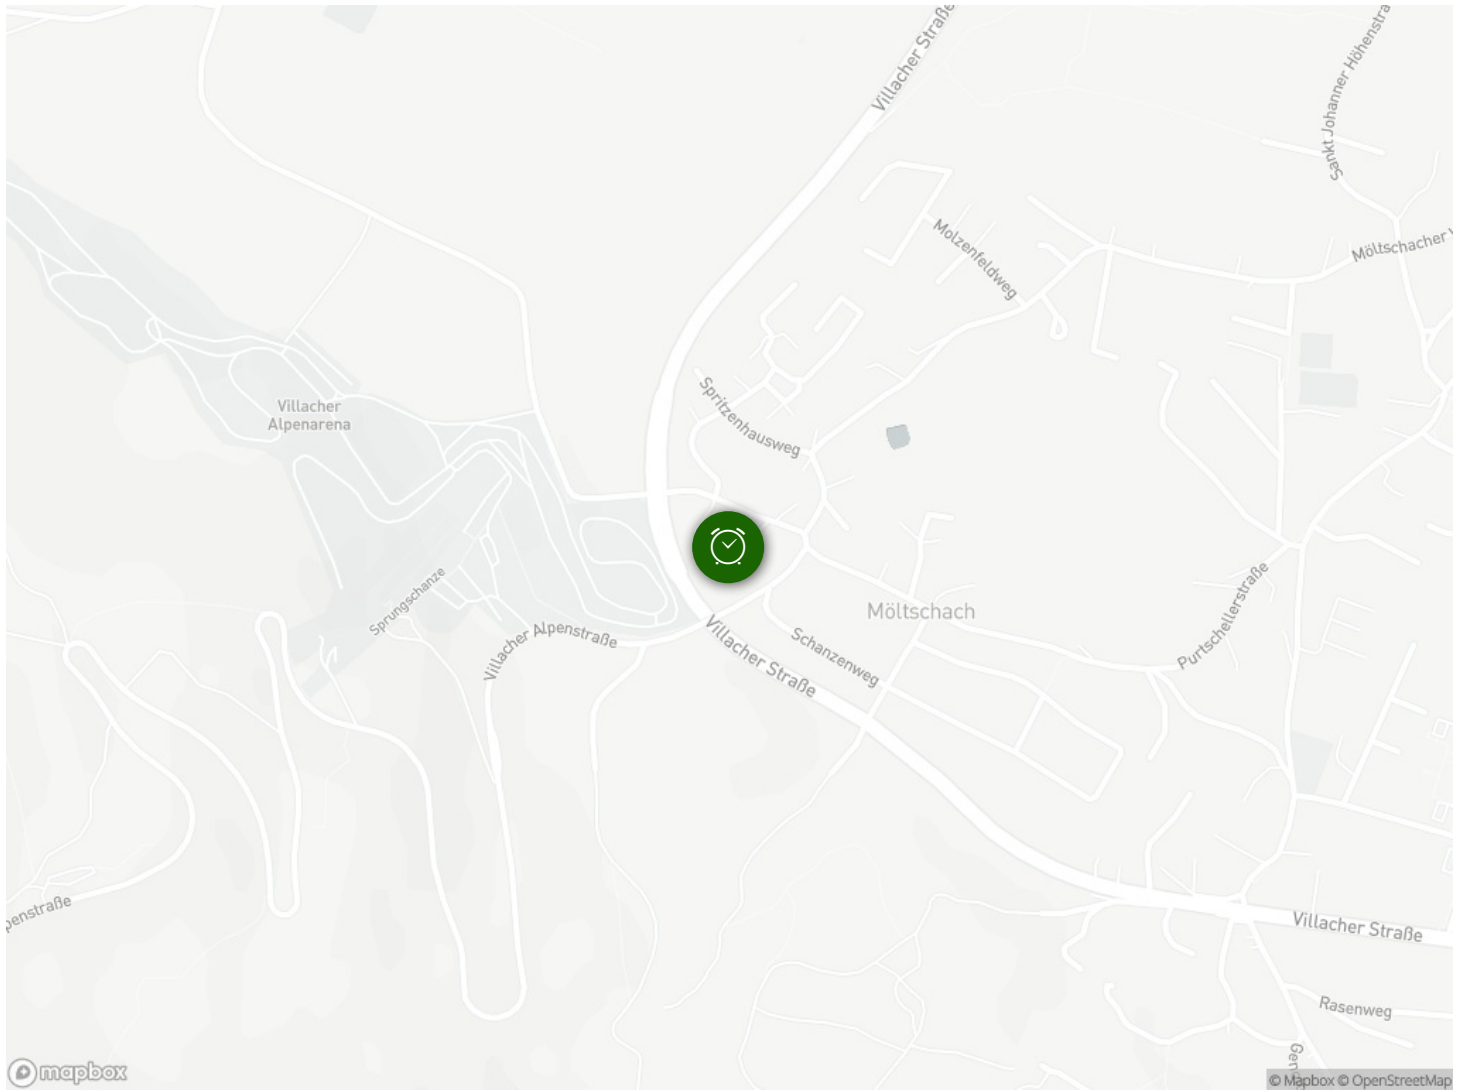 Villacher Straße
Sankt Johanner Höhenstra
Molzenfeldweg
Möltschacher
Villacher
Alpenarena
Spritzenhausweg
Sprungschanze
Villacher Alpenstraße
Villacher Straße
Schanzenweg
Möltschach
Purtschellerstraße
penstraße
Villacher Straße
Rasenweg
mapbox
© Mapbox © OpenStreetMap